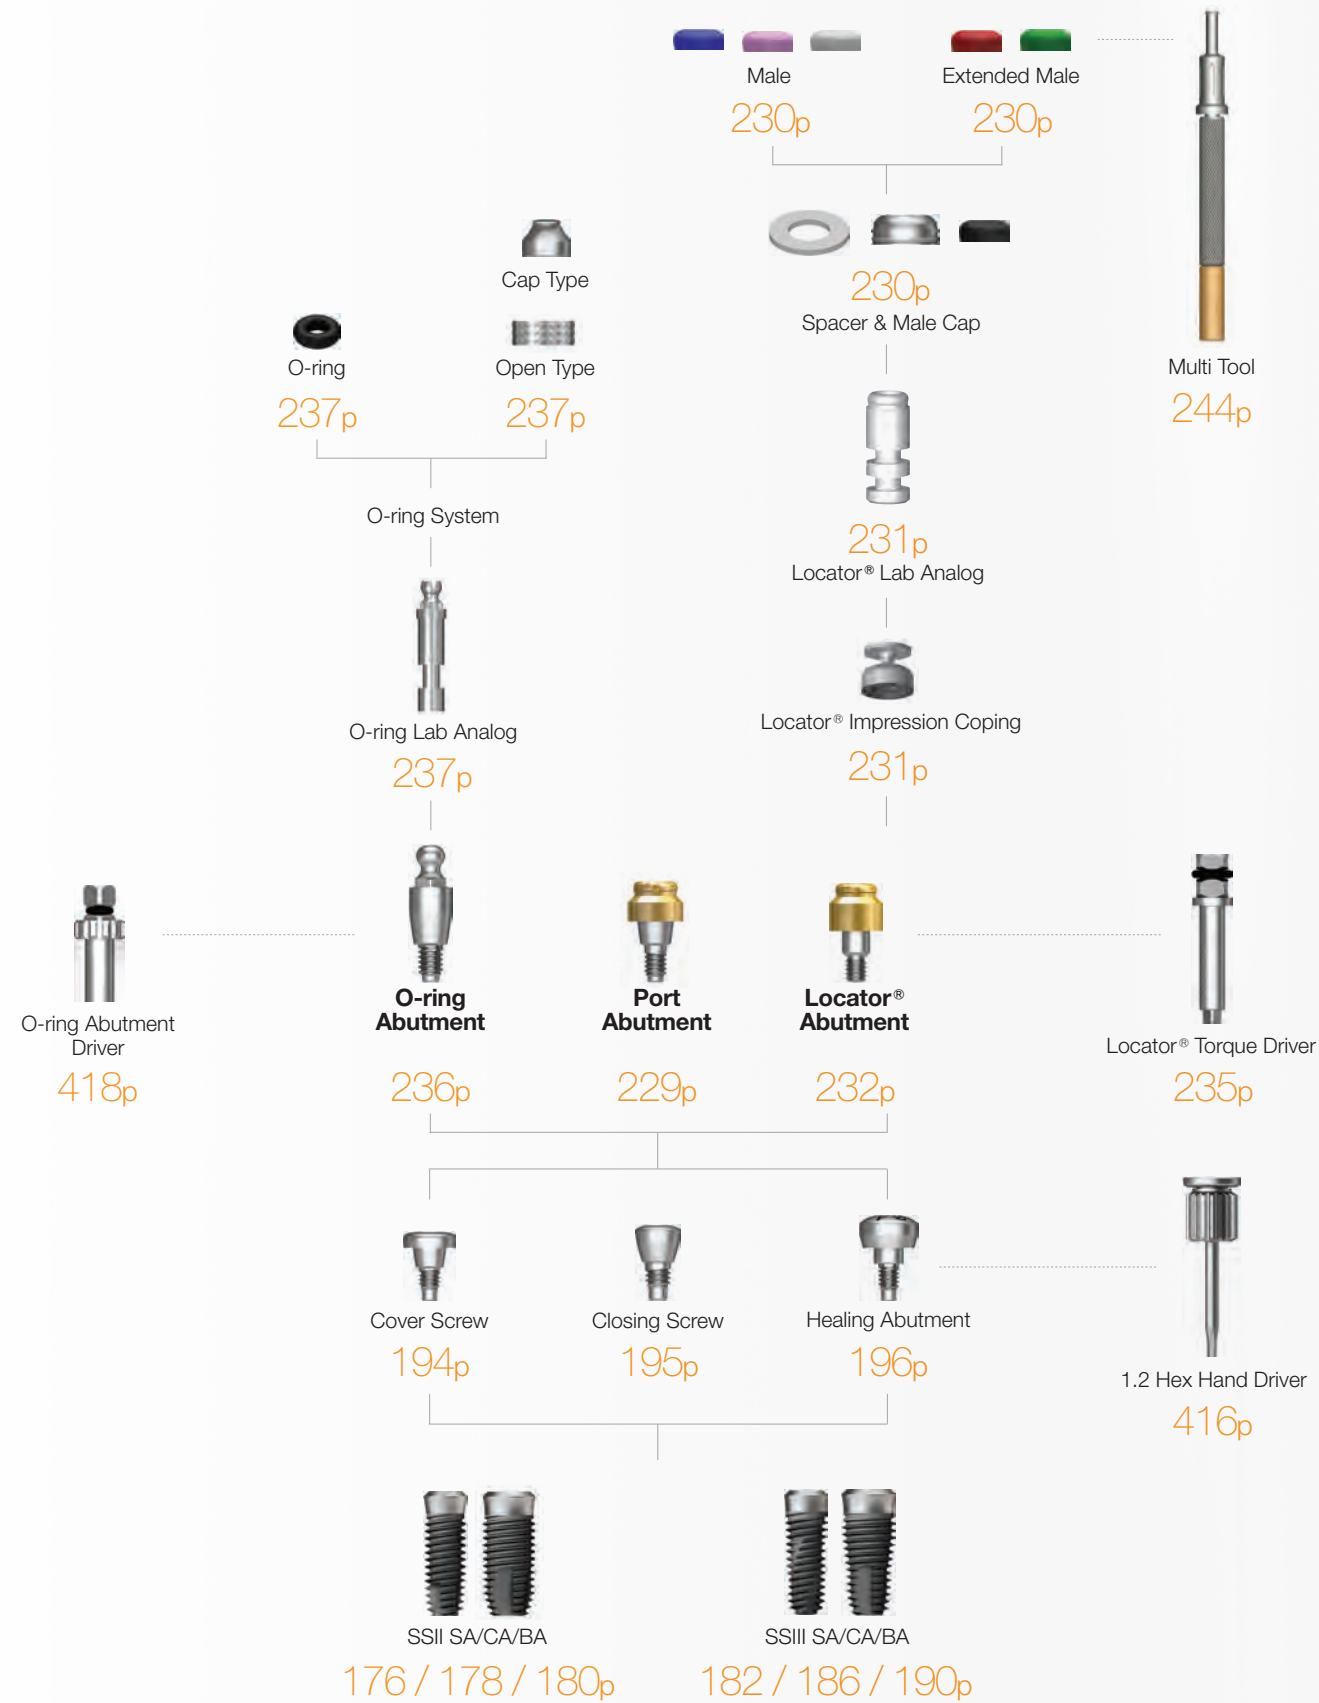 Male
Extended Male
230p
230p
Cap Type
230p
Spacer & Male Cap
O-ring
Open Type
Multi Tool
237p
237p
244p
O-ring System
231p
Locator® Lab Analog
O-ring Lab Analog
Locator® Impression Coping
237p
231p
O-ring
Abutment
Port
Abutment
Locator®
Abutment
O-ring Abutment
Driver
Locator® Torque Driver
418p
236p
229p
232p
235p
Cover Screw
Closing Screw
Healing Abutment
194p
195p
196p
1.2 Hex Hand Driver
416p
SSII SA/CA/BA
SSIII SA/CA/BA
176 / 178 / 180p
182 / 186 / 190p